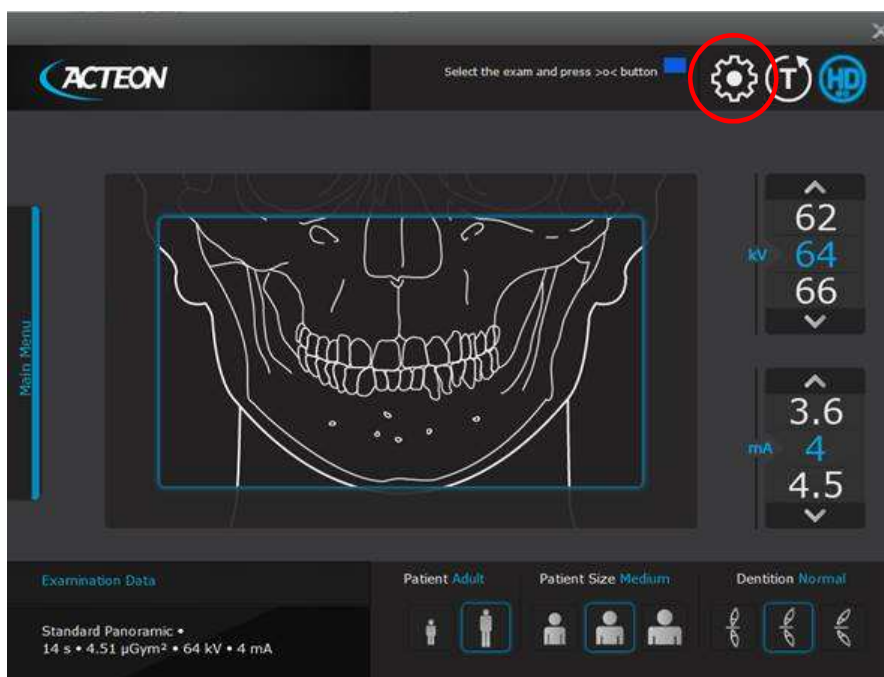 ACTEON
Select the exam and press >o< button
T
HD
Main Menu
62
kV 64
66
3.6
mA 4
4.5
Examination Data
Patient Adult
Patient Size Medium
Dentition Normal
Standard Panoramic •
14 s • 4.51 µGym² • 64 kV • 4 mA